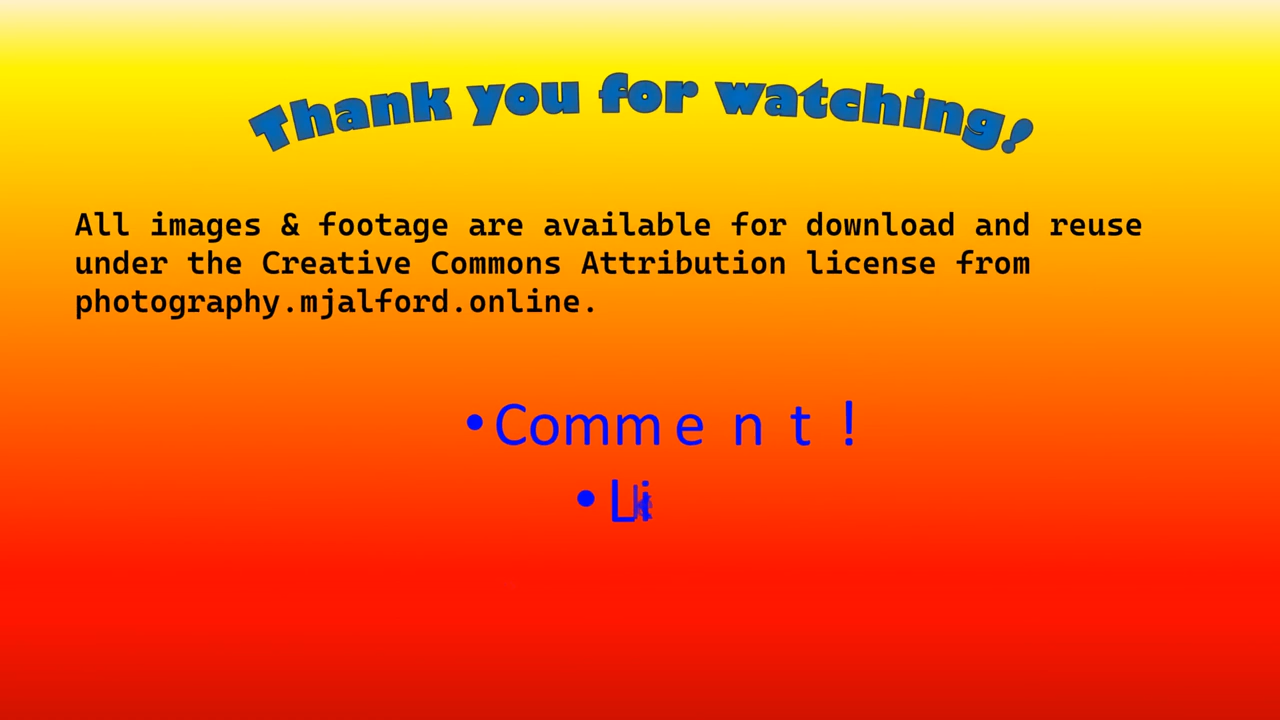 Thank you for watching!
All images & footage are available for download and reuse
under the Creative Commons Attribution license from
photography.mjalford.online.
•Comment!